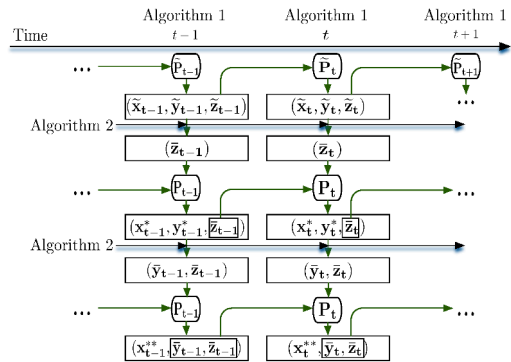 Algorithm 1 Algorithm 1 Algorithm 1
Time t − 1 t t + 1
... P̃t-1 P̃t P̃t+1
(x̃t−1, ỹt−1, z̃t−1) (x̃t, ỹt, z̃t) ...
Algorithm 2
(z̄t−1) (z̄t)
... Pt-1 Pt ...
(x*t−1, y*t−1, z̄t−1) (x*t, y*t, z̄t)
Algorithm 2
(ȳt−1, z̄t−1) (ȳt, z̄t)
... Pt-1 Pt ...
(x**t−1, ȳt−1, z̄t−1) (x**t, ȳt, z̄t)